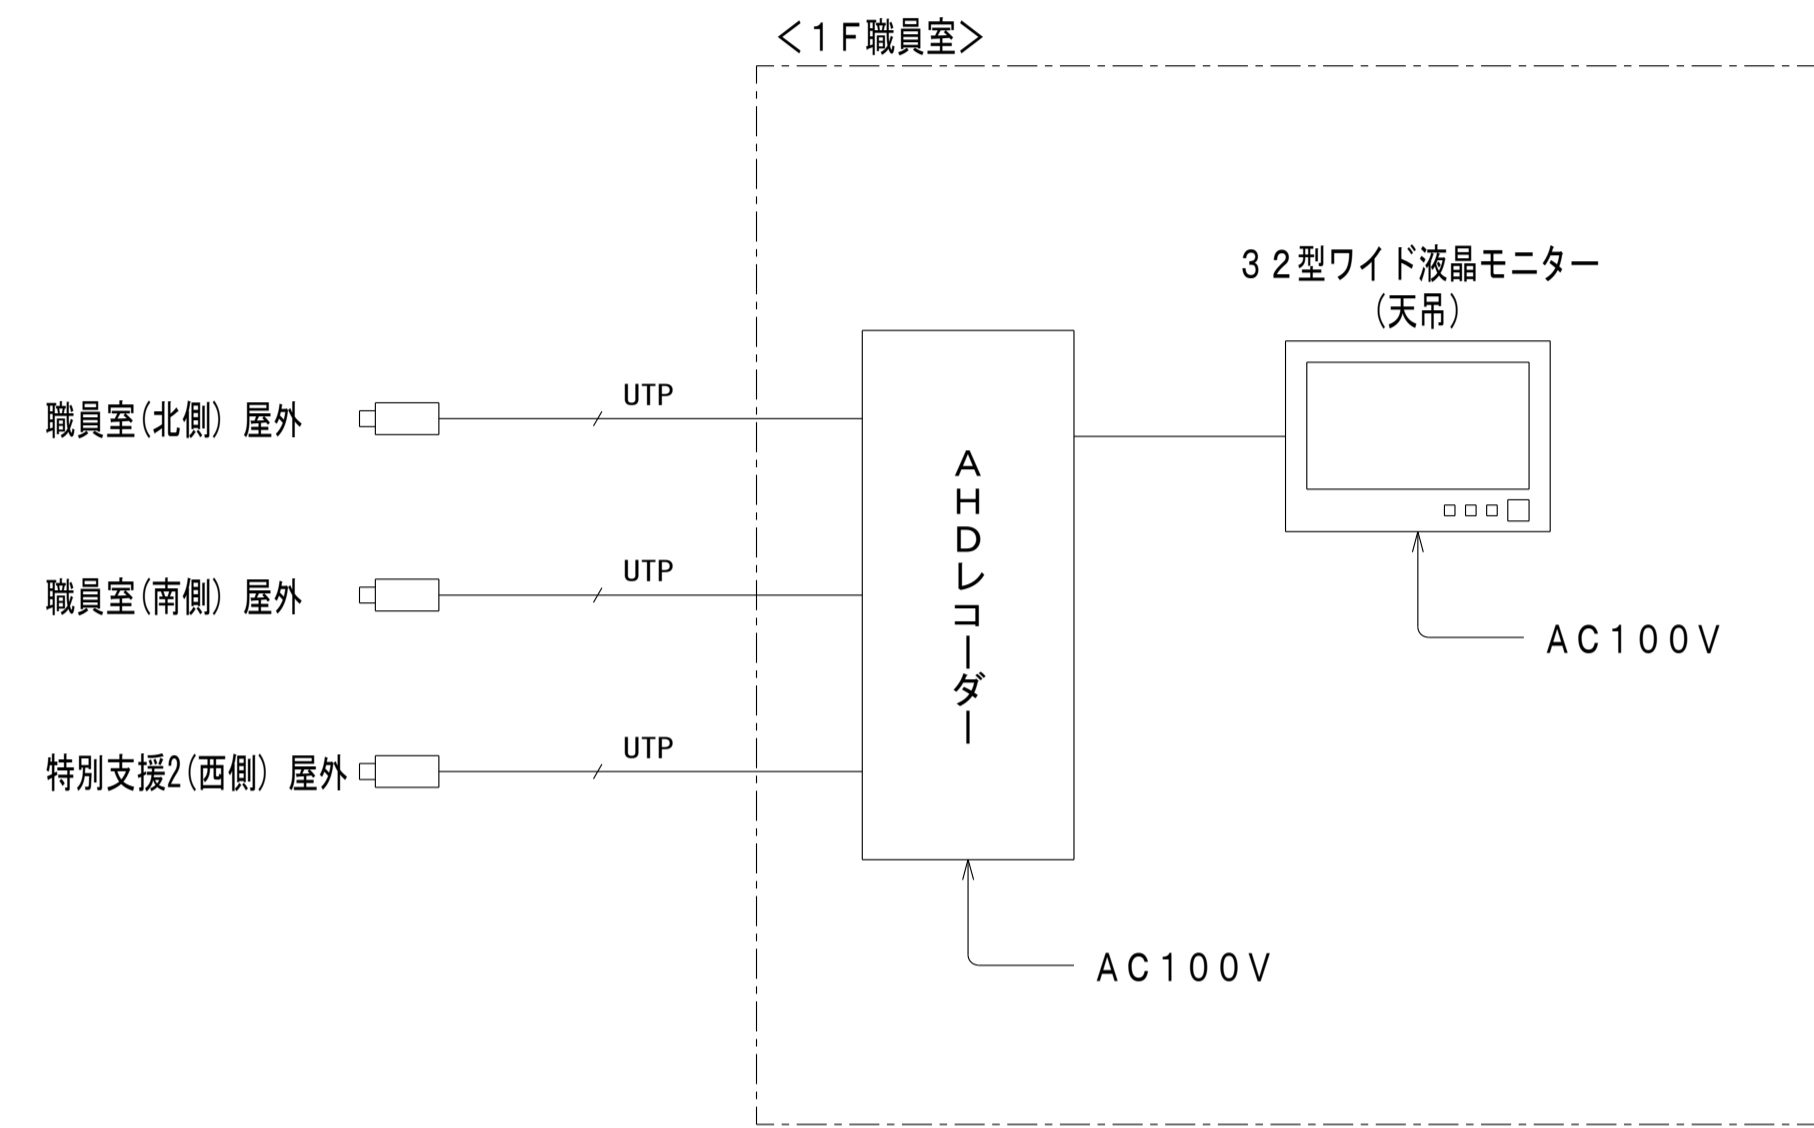 ＜１Ｆ職員室＞
３２型ワイド液晶モニター
(天吊)
職員室(北側) 屋外
UTP
職員室(南側) 屋外
UTP
特別支援2(西側) 屋外
UTP
ＡＨＤレコーダー
ＡＣ１００Ｖ
ＡＣ１００Ｖ